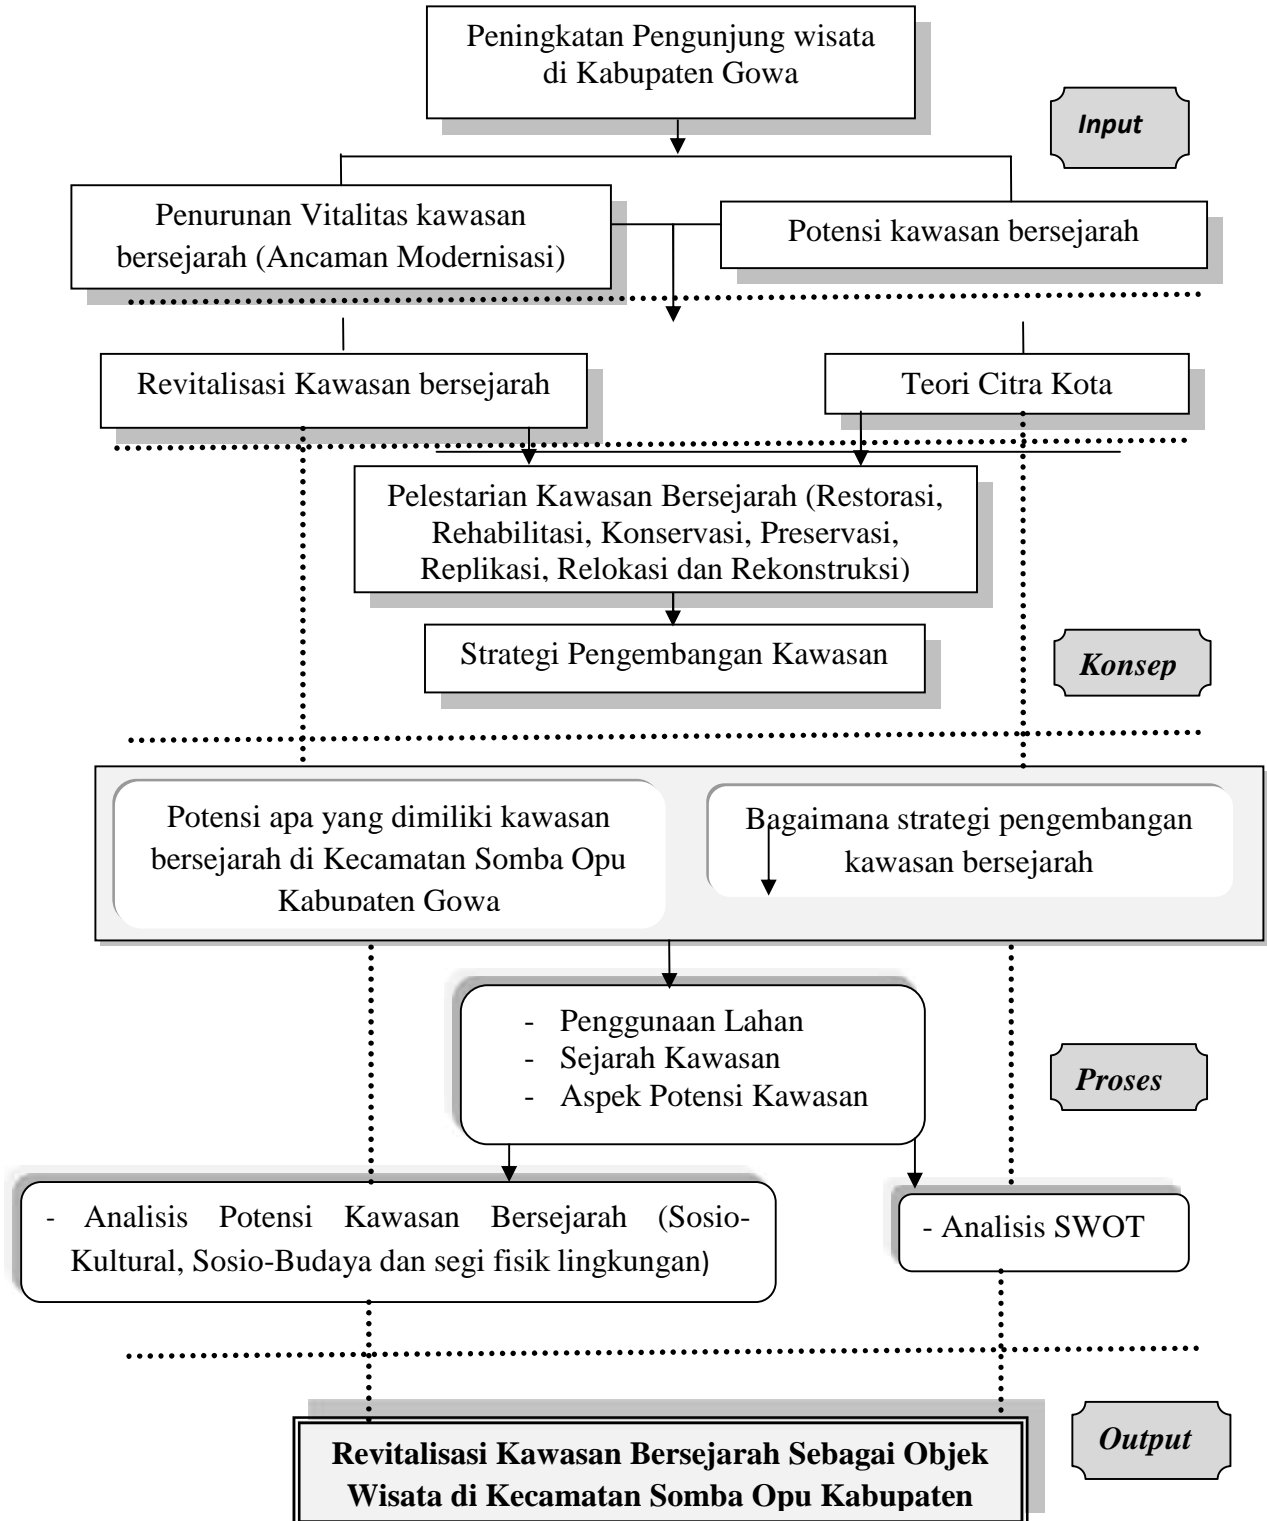 Peningkatan Pengunjung wisata
di Kabupaten Gowa
Input
Penurunan Vitalitas kawasan
bersejarah (Ancaman Modernisasi)
Potensi kawasan bersejarah
Revitalisasi Kawasan bersejarah
Teori Citra Kota
Pelestarian Kawasan Bersejarah (Restorasi,
Rehabilitasi, Konservasi, Preservasi,
Replikasi, Relokasi dan Rekonstruksi)
Strategi Pengembangan Kawasan
Konsep
Potensi apa yang dimiliki kawasan
bersejarah di Kecamatan Somba Opu
Kabupaten Gowa
Bagaimana strategi pengembangan
kawasan bersejarah
- Penggunaan Lahan
- Sejarah Kawasan
- Aspek Potensi Kawasan
Proses
- Analisis Potensi Kawasan Bersejarah (Sosio-
Kultural, Sosio-Budaya dan segi fisik lingkungan)
- Analisis SWOT
Revitalisasi Kawasan Bersejarah Sebagai Objek
Wisata di Kecamatan Somba Opu Kabupaten
Output